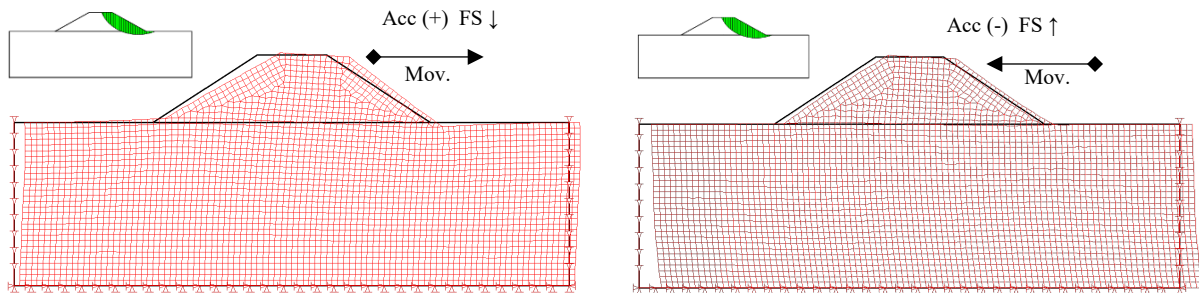 Acc (+) FS ↓
Mov.
Acc (-) FS ↑
Mov.